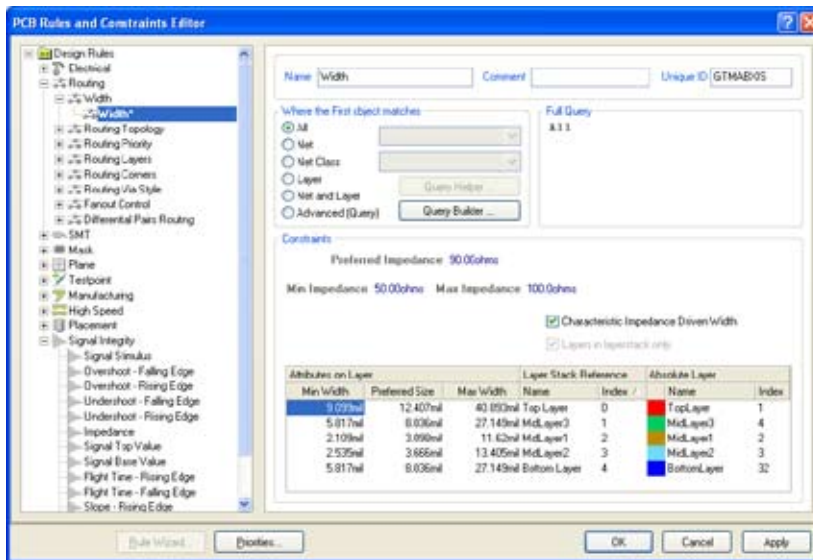 PCB Rules and Constraints Editor
Design Rules
Electrical
Routing
Width
Width*
Routing Topology
Routing Priority
Routing Layers
Routing Corners
Routing Via Style
Fanout Control
Differential Pairs Routing
SMT
Mask
Plane
Testpoint
Manufacturing
High Speed
Placement
Signal Integrity
Signal Stimulus
Overshoot - Falling Edge
Overshoot - Rising Edge
Undershoot - Falling Edge
Undershoot - Rising Edge
Impedance
Signal Top Value
Signal Base Value
Flight Time - Rising Edge
Flight Time - Falling Edge
Slope - Rising Edge
Name Width Comment Unique ID
Where the First object matches
All
Net
Net Class
Layer
Net and Layer
Advanced (Query)
Query Helper ...
Query Builder ...
Full Query
All
Constraints
Preferred Impedance 90.00ohms
Min Impedance 50.00ohms Max Impedance 100.0ohms
Characteristic Impedance Driven Width
Layers in layerstack only
Attributes on Layer Layer Stack Reference Absolute Layer
Min Width Preferred Size Max Width Name Index / Name Index
9.099mil 12.407mil 40.893mil Top Layer 0 TopLayer 1
5.817mil 8.036mil 27.149mil MidLayer3 1 MidLayer3 4
2.109mil 3.090mil 11.62mil MidLayer1 2 MidLayer1 2
2.535mil 3.666mil 13.405mil MidLayer2 3 MidLayer2 3
5.817mil 8.036mil 27.149mil Bottom Layer 4 BottomLayer 32
Rule Wizard...
Priorities...
OK
Cancel
Apply